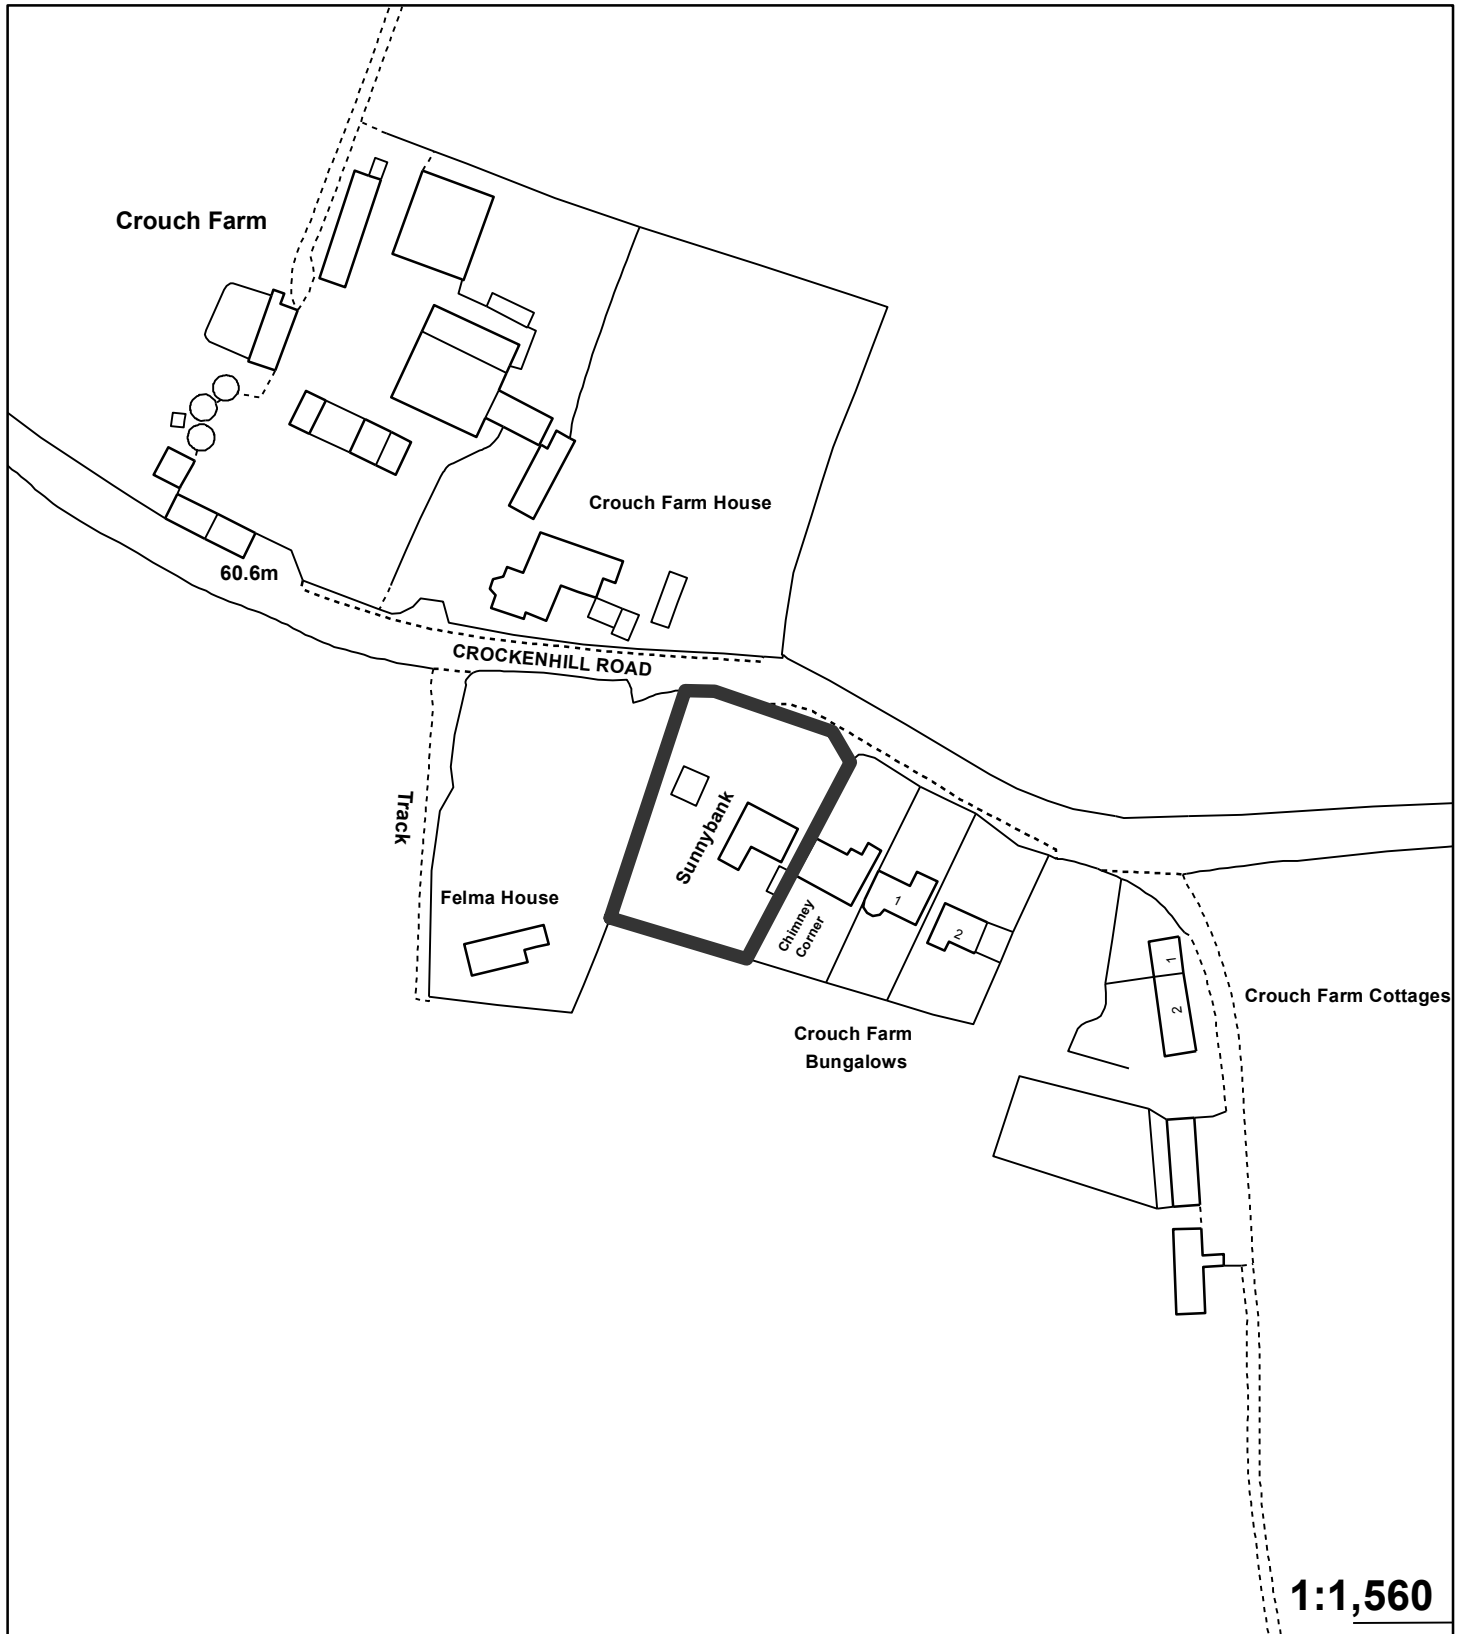 Crouch Farm
Crouch Farm House
60.6m
CROCKENHILL ROAD
Track
Sunnybank
Felma House
Chimney
Corner
1
2
1
2
Crouch Farm Cottages
Crouch Farm
Bungalows
1:1,560